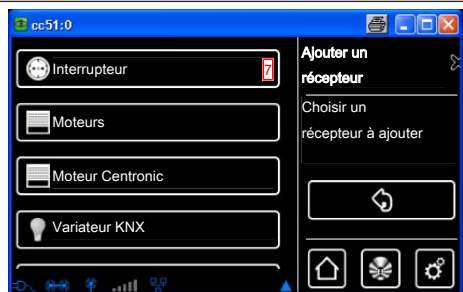 cc51:0
Interrupteur
7
Moteurs
Moteur Centronic
Variateur KNX
Ajouter un
récepteur
Choisir un
récepteur à ajouter